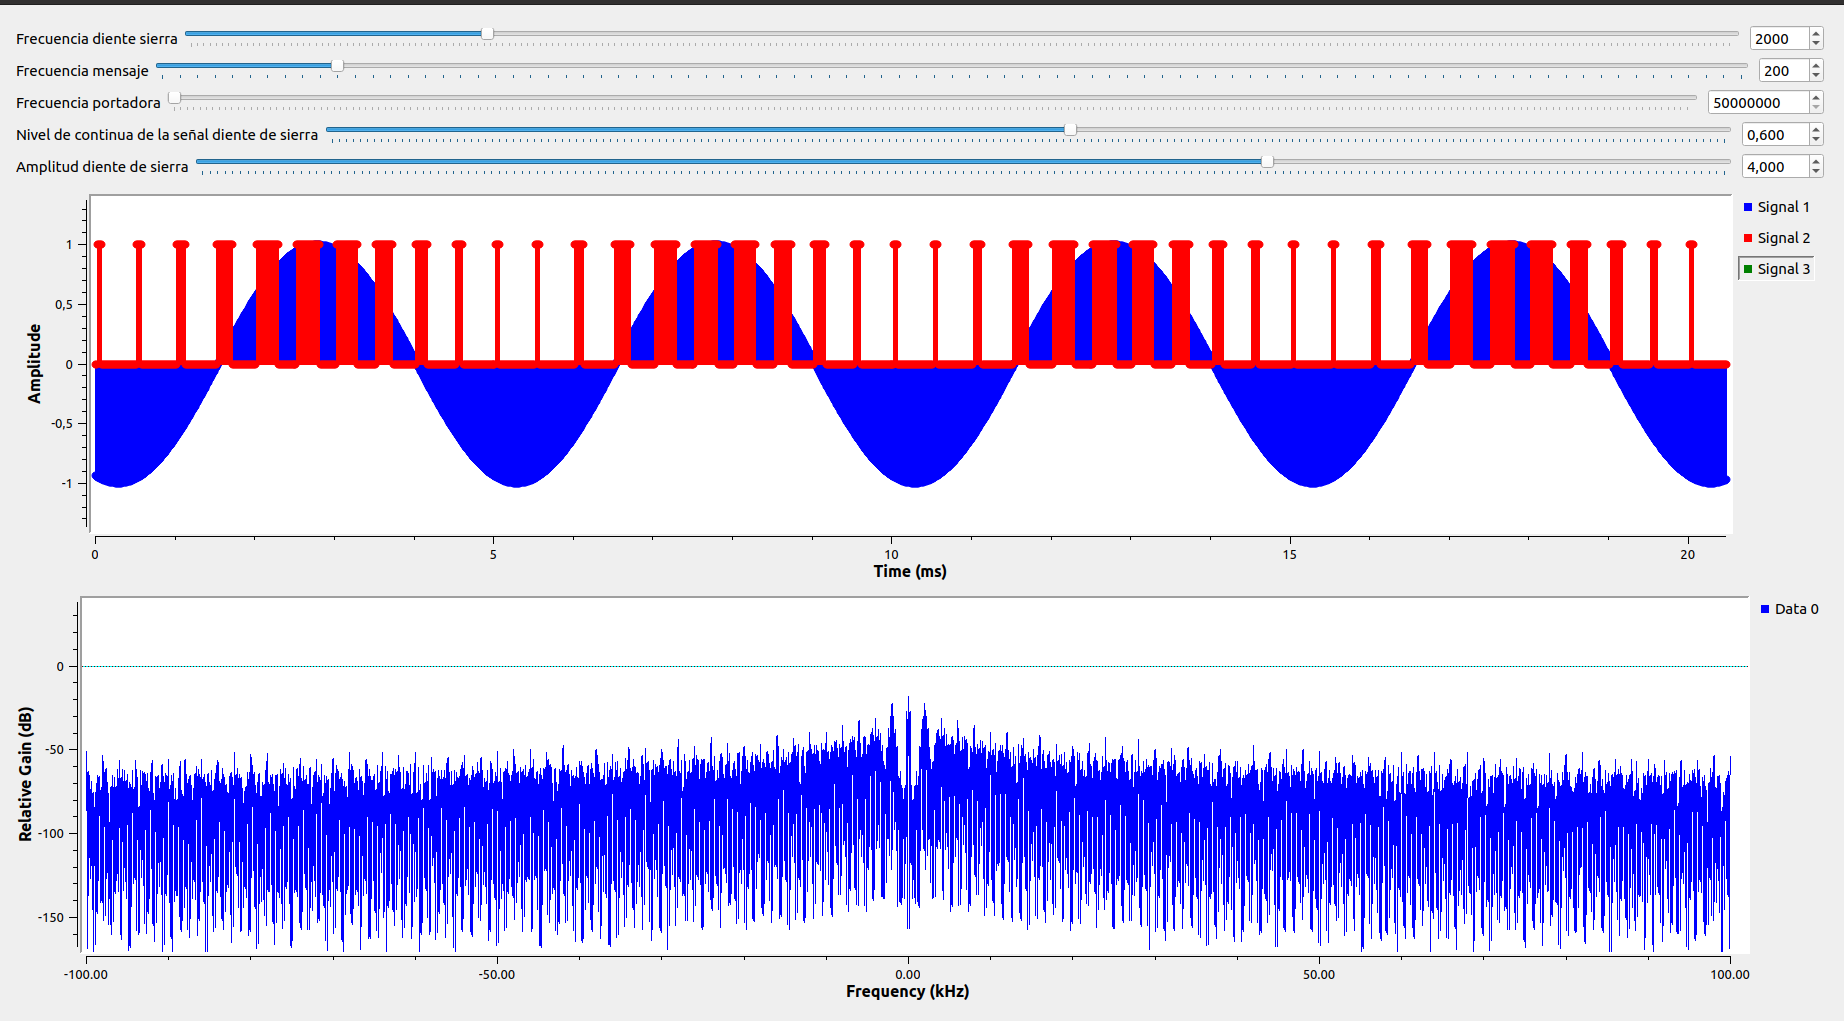 Frecuencia diente sierra 2000
Frecuencia mensaje 200
Frecuencia portadora 50000000
Nivel de continua de la señal diente de sierra 0,600
Amplitud diente de sierra 4,000
Signal 1
Signal 2
Signal 3
Amplitude
1
0,5
0
-0,5
-1
0 5 10 15 20
Time (ms)
Data 0
Relative Gain (dB)
0
-50
-100
-150
-100.00 -50.00 0.00 50.00 100.00
Frequency (kHz)